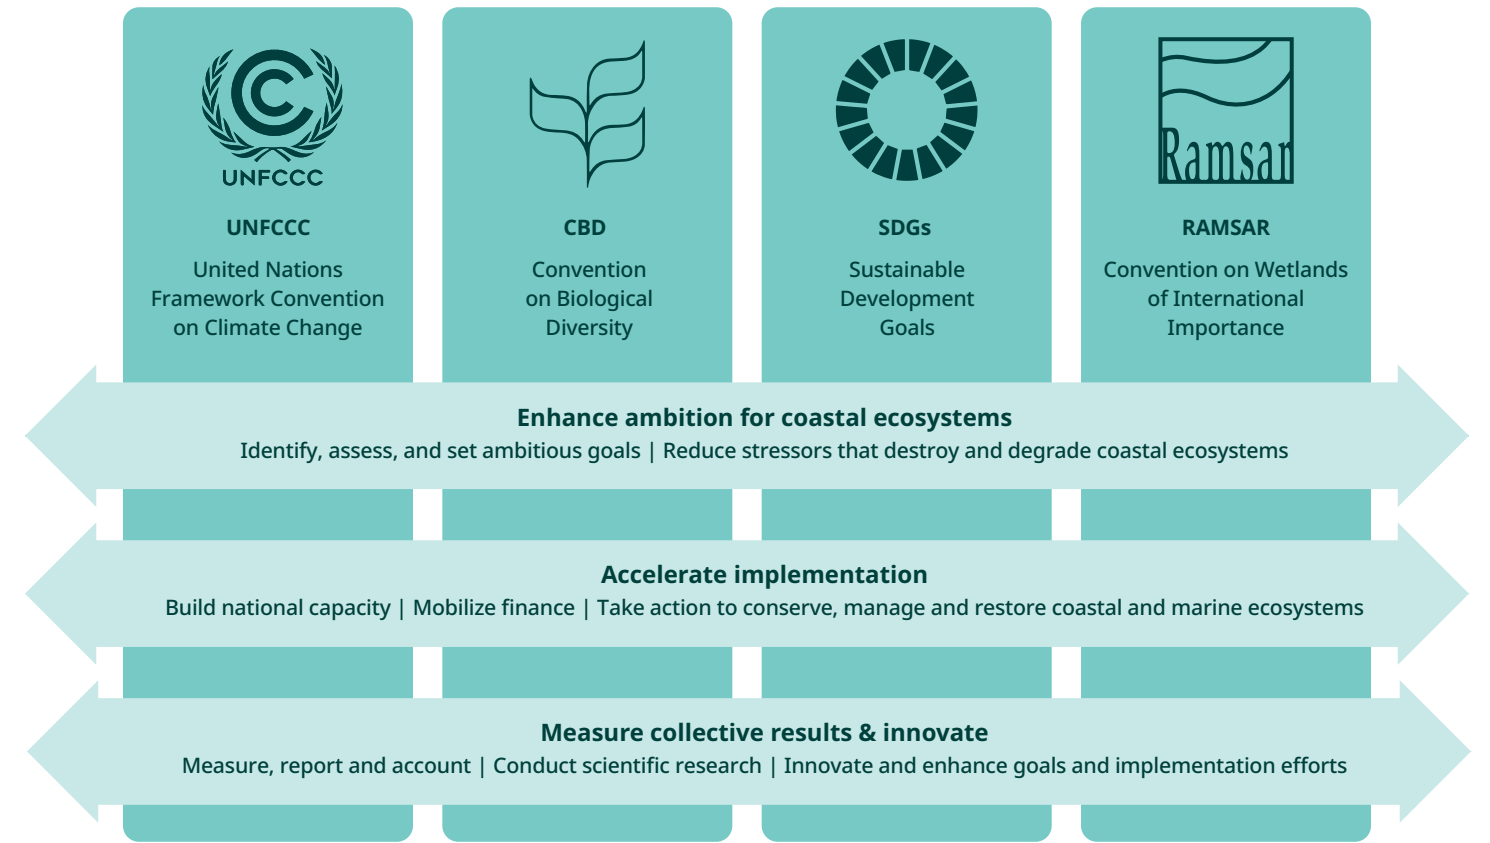 UNFCCC
Ramsar
UNFCCC
United Nations
Framework Convention
on Climate Change
CBD
Convention
on Biological
Diversity
SDGs
Sustainable
Development
Goals
RAMSAR
Convention on Wetlands
of International
Importance
Enhance ambition for coastal ecosystems
Identify, assess, and set ambitious goals | Reduce stressors that destroy and degrade coastal ecosystems
Accelerate implementation
Build national capacity | Mobilize finance | Take action to conserve, manage and restore coastal and marine ecosystems
Measure collective results & innovate
Measure, report and account | Conduct scientific research | Innovate and enhance goals and implementation efforts